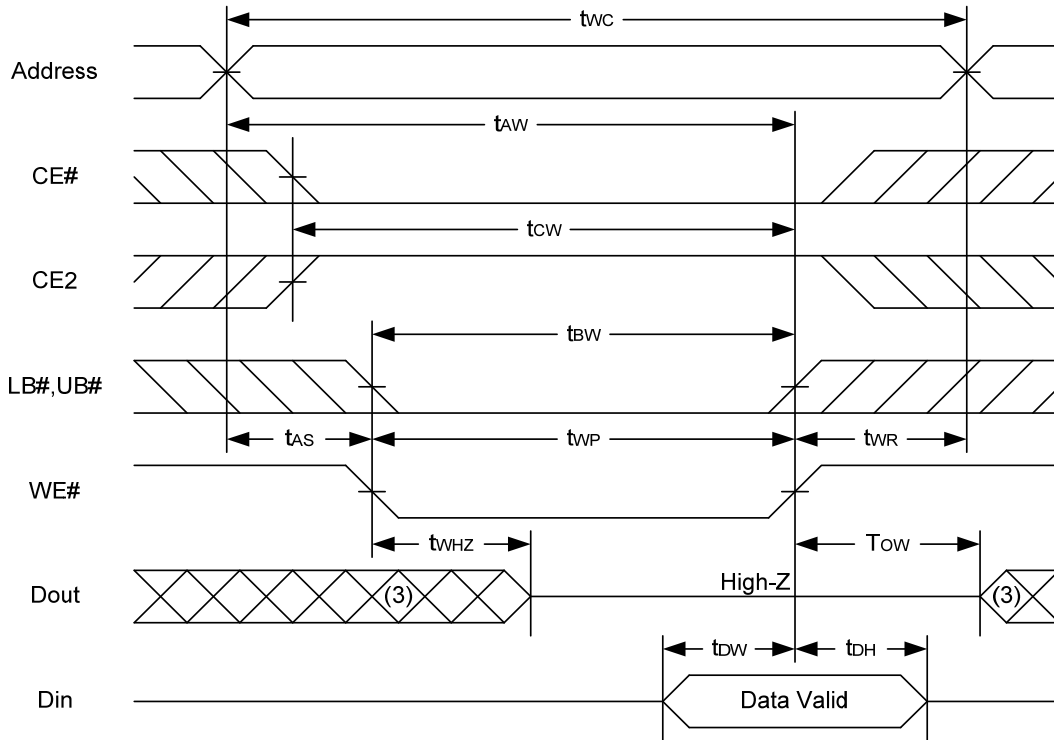 tWC
Address
tAW
CE#
tCW
CE2
tBW
LB#,UB#
tAS tWP tWR
WE#
tWHZ TOW
Dout (3) High-Z (3)
tDW tDH
Din Data Valid